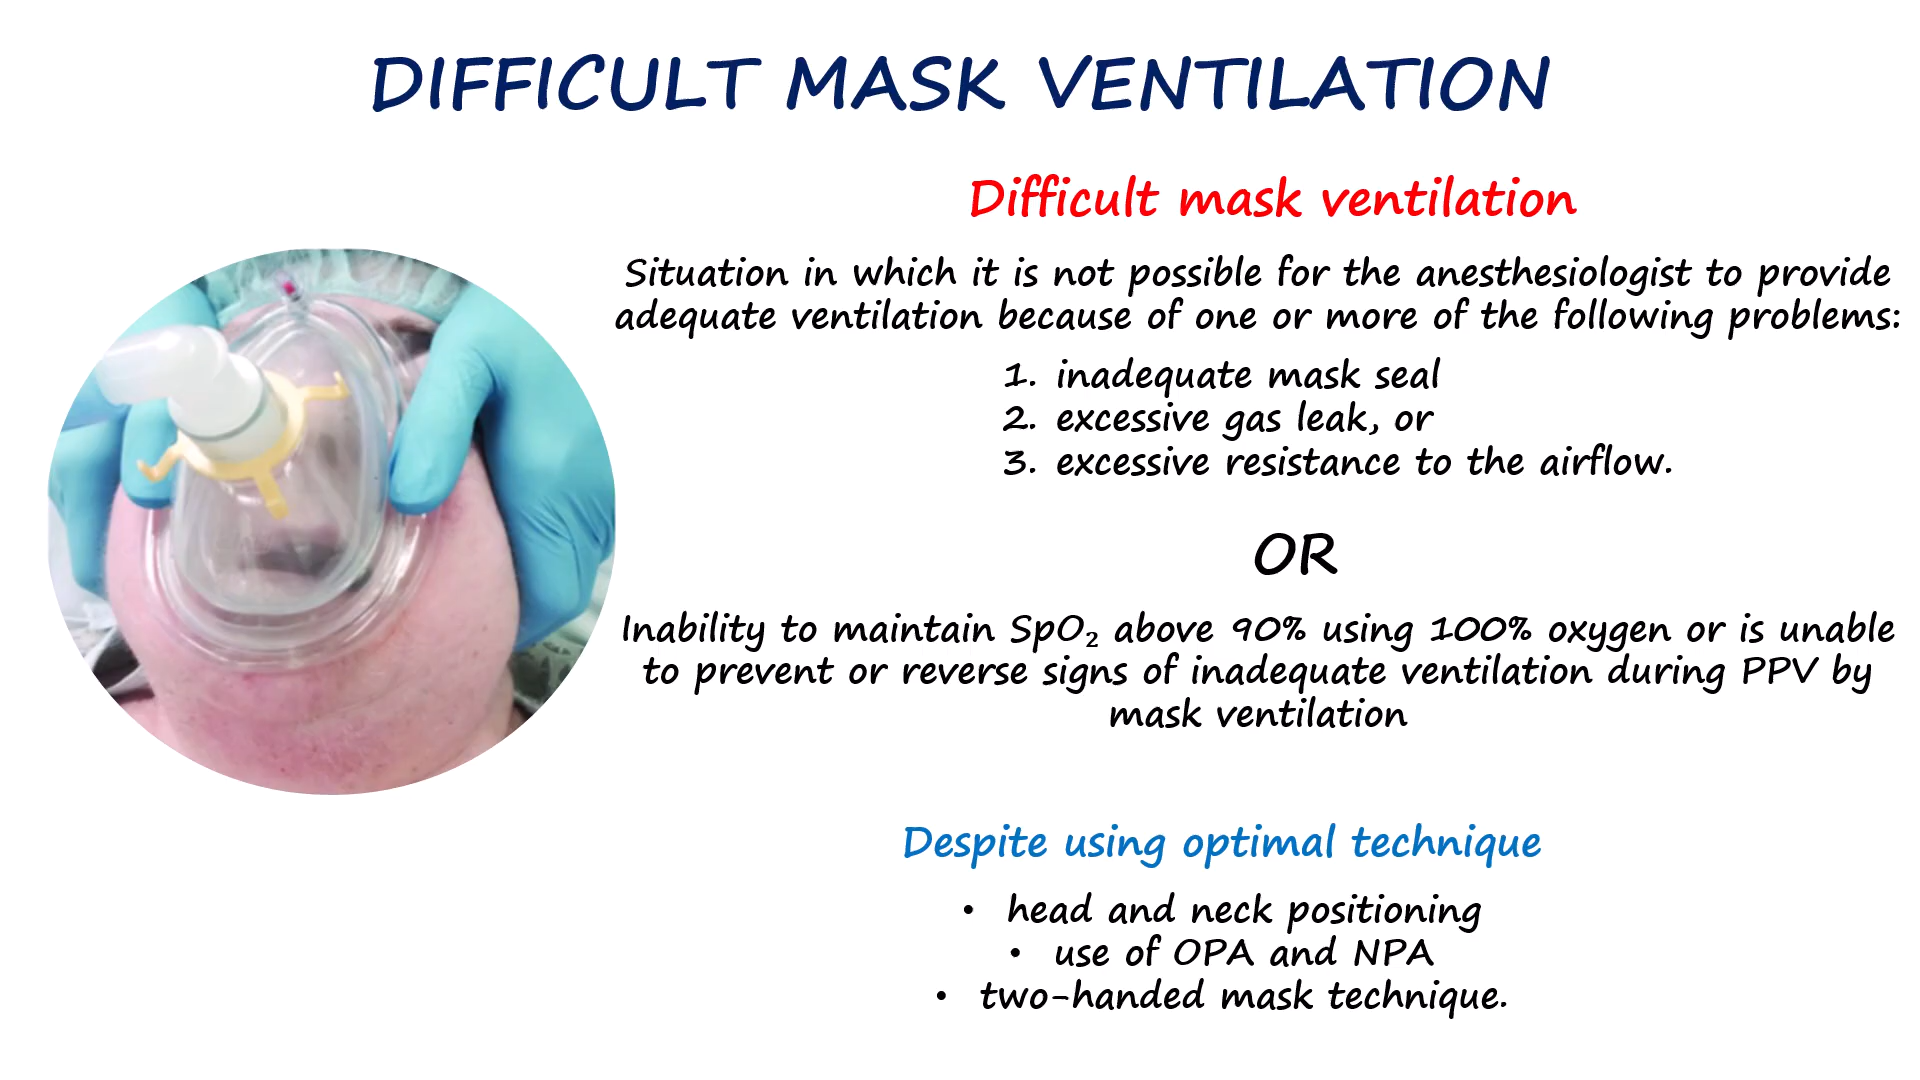 DIFFICULT MASK VENTILATION
Difficult mask ventilation
Situation in which it is not possible for the anesthesiologist to provide
adequate ventilation because of one or more of the following problems:
1. inadequate mask seal
2. excessive gas leak, or
3. excessive resistance to the airflow.
OR
Inability to maintain SpO₂ above 90% using 100% oxygen or is unable
to prevent or reverse signs of inadequate ventilation during PPV by
mask ventilation
Despite using optimal technique
• head and neck positioning
• use of OPA and NPA
• two-handed mask technique.